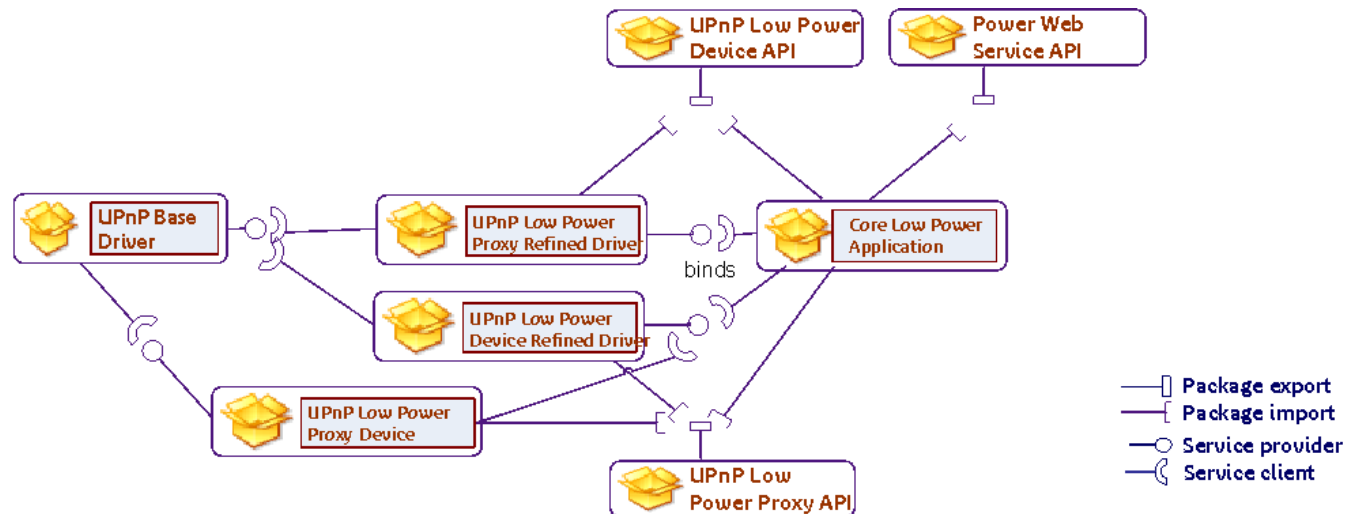 UPnP Low Power
Device API
Power Web
Service API
UPnP Base
Driver
UPnP Low Power
Proxy Refined Driver
binds
Core Low Power
Application
UPnP Low Power
Device Refined Driver
UPnP Low Power
Proxy Device
UPnP Low
Power Proxy API
Package export
Package import
Service provider
Service client